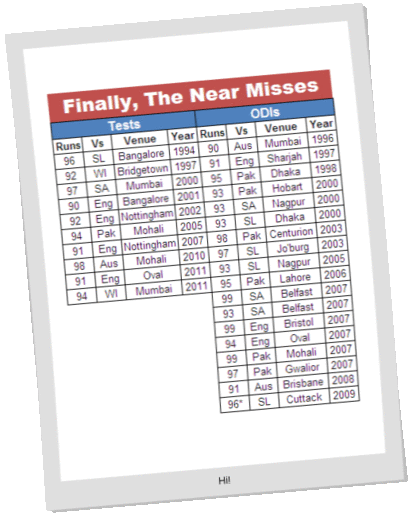 Finally, The Near Misses
Tests ODIs
Runs Vs Venue Year Runs Vs Venue Year
96 SL Bangalore 1994 90 Aus Mumbai 1996
92 WI Bridgetown 1997 91 Eng Sharjah 1997
97 SA Mumbai 2000 95 Pak Dhaka 1998
90 Eng Bangalore 2001 93 Pak Hobart 2000
92 Eng Nottingham 2002 93 SA Nagpur 2000
94 Pak Mohali 2005 93 SL Dhaka 2000
91 Eng Nottingham 2007 98 Pak Centurion 2003
98 Aus Mohali 2010 97 SL Jo'burg 2003
91 Eng Oval 2011 93 SL Nagpur 2005
94 WI Mumbai 2011 95 Pak Lahore 2006
99 SA Belfast 2007
93 SA Belfast 2007
99 Eng Bristol 2007
94 Eng Oval 2007
99 Pak Mohali 2007
97 Pak Gwalior 2007
91 Aus Brisbane 2008
96* SL Cuttack 2009
Hi!